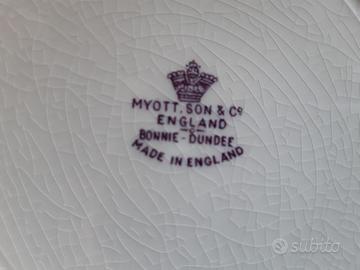 MYOTT, SON & Cº
ENGLAND
BONNIE-DUNDEE
MADE IN ENGLAND
subito